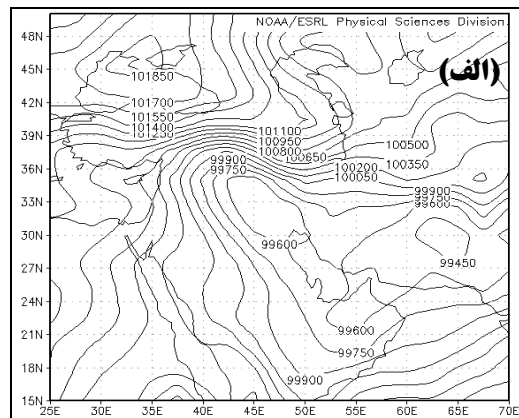 NOAA/ESRL Physical Sciences Division
48N
(الف)
45N
101850
42N
101700
101550
101400
101250
101100
39N
100950
100800
100500
100650
99900
100350
36N
99750
100200
100050
33N
99900
99750
99600
30N
99600
99450
27N
24N
99600
21N
99750
18N
99900
15N
25E 30E 35E 40E 45E 50E 55E 60E 65E 70E